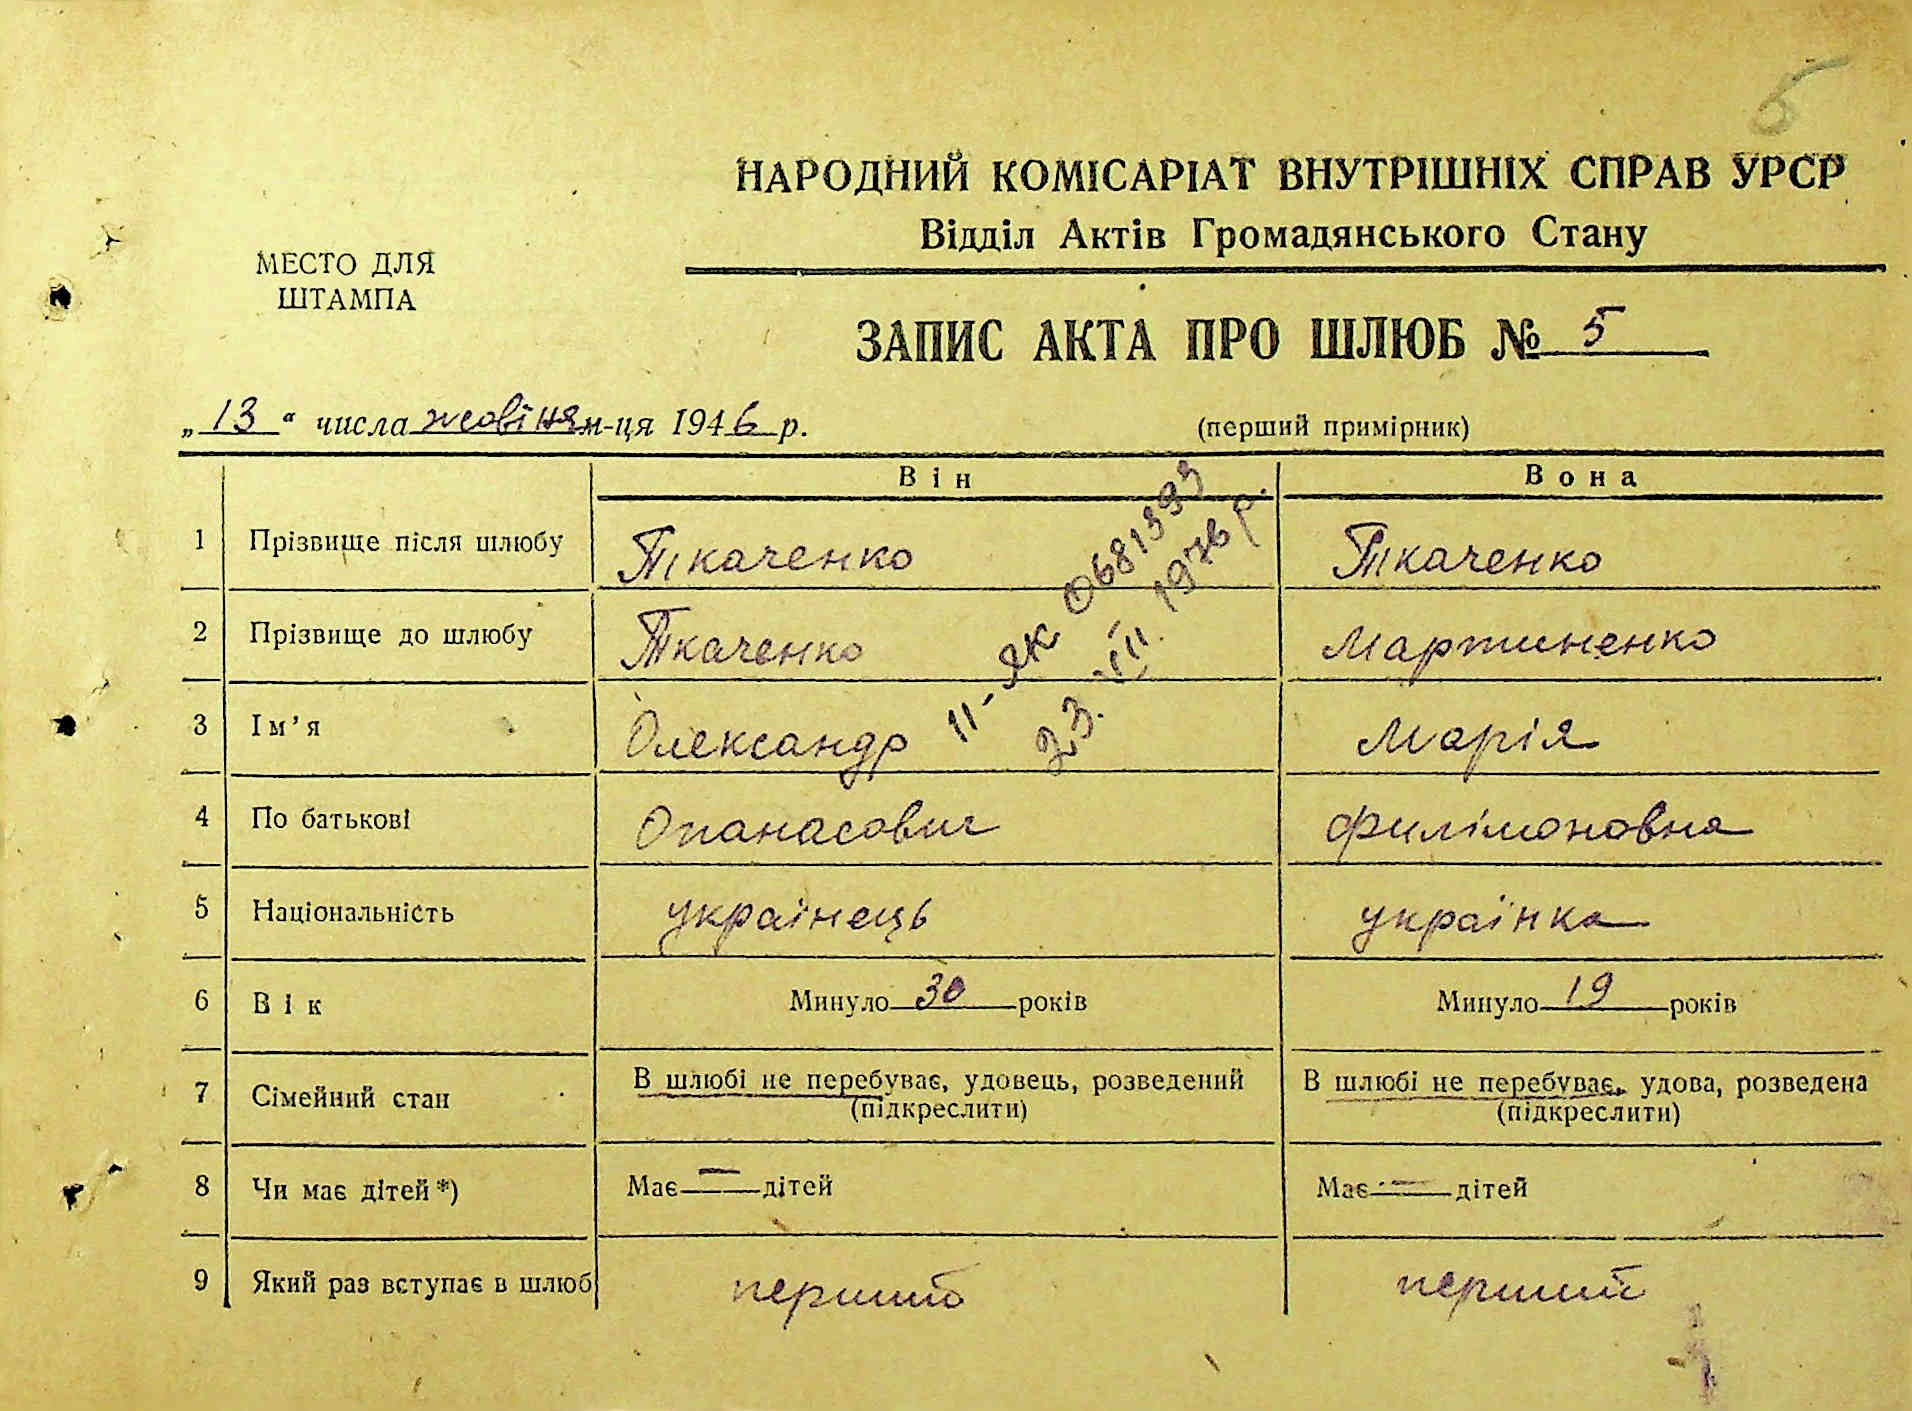 5
НАРОДНИЙ КОМІСАРІАТ ВНУТРІШНІХ СПРАВ УРСР
Відділ Актів Громадянського Стану
МЕСТО ДЛЯ
ШТАМПА
ЗАПИС АКТА ПРО ШЛЮБ № 5
„13“ числа жовтня м-ця 1946 р.
(перший примірник)
Він Вона
1 Прізвище після шлюбу Ткаченко Ткаченко
2 Прізвище до шлюбу Ткаченко Мартиненко
3 Ім’я Олександр Марія
4 По батькові Опанасович Филімоновна
5 Національність українець українка
6 Вік Минуло 30 років Минуло 19 років
7 Сімейний стан В шлюбі не перебуває, удовець, розведений В шлюбі не перебуває, удова, розведена
(підкреслити) (підкреслити)
8 Чи має дітей*) Має — дітей Має — дітей
9 Який раз вступає в шлюб перший перший
II-ЯК 0681393
23. VII. 1976 р.